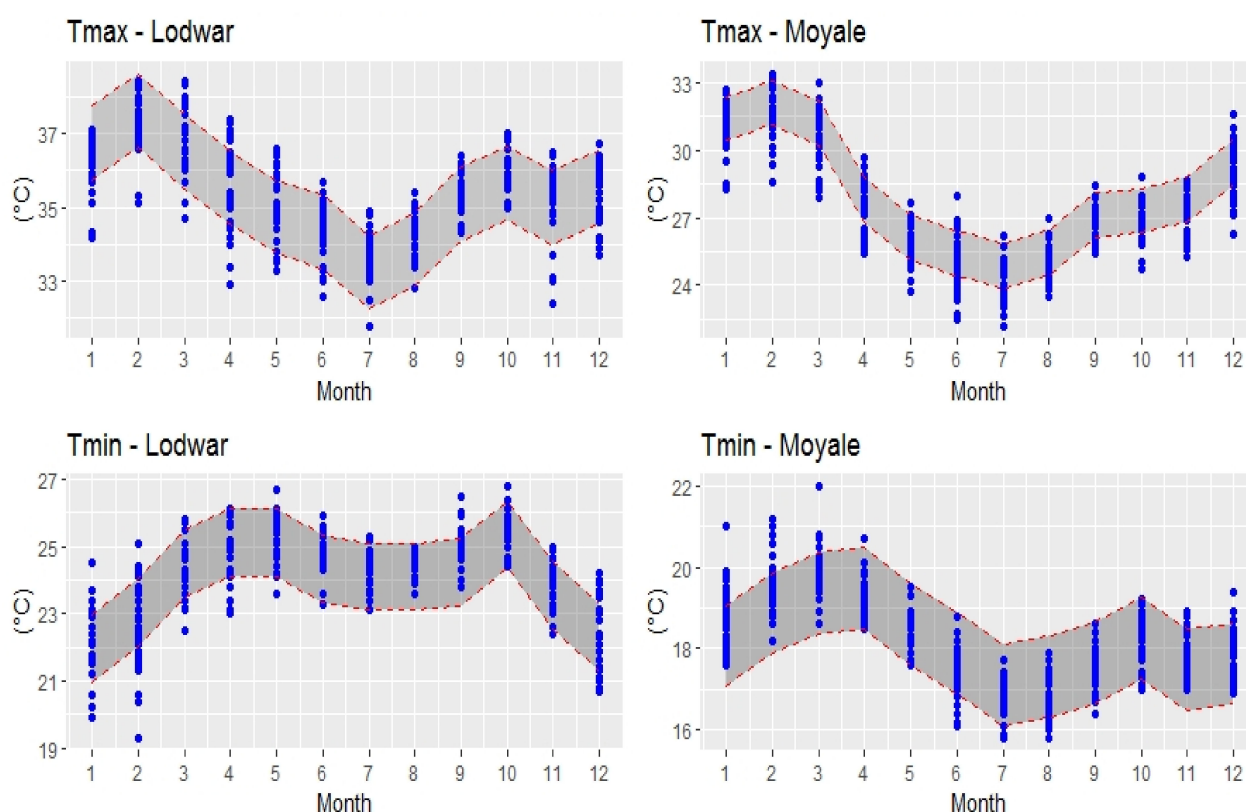 Tmax - Lodwar
(°C)
37
35
33
1 2 3 4 5 6 7 8 9 10 11 12
Month
Tmax - Moyale
(°C)
33
30
27
24
1 2 3 4 5 6 7 8 9 10 11 12
Month
Tmin - Lodwar
(°C)
27
25
23
21
19
1 2 3 4 5 6 7 8 9 10 11 12
Month
Tmin - Moyale
(°C)
22
20
18
16
1 2 3 4 5 6 7 8 9 10 11 12
Month